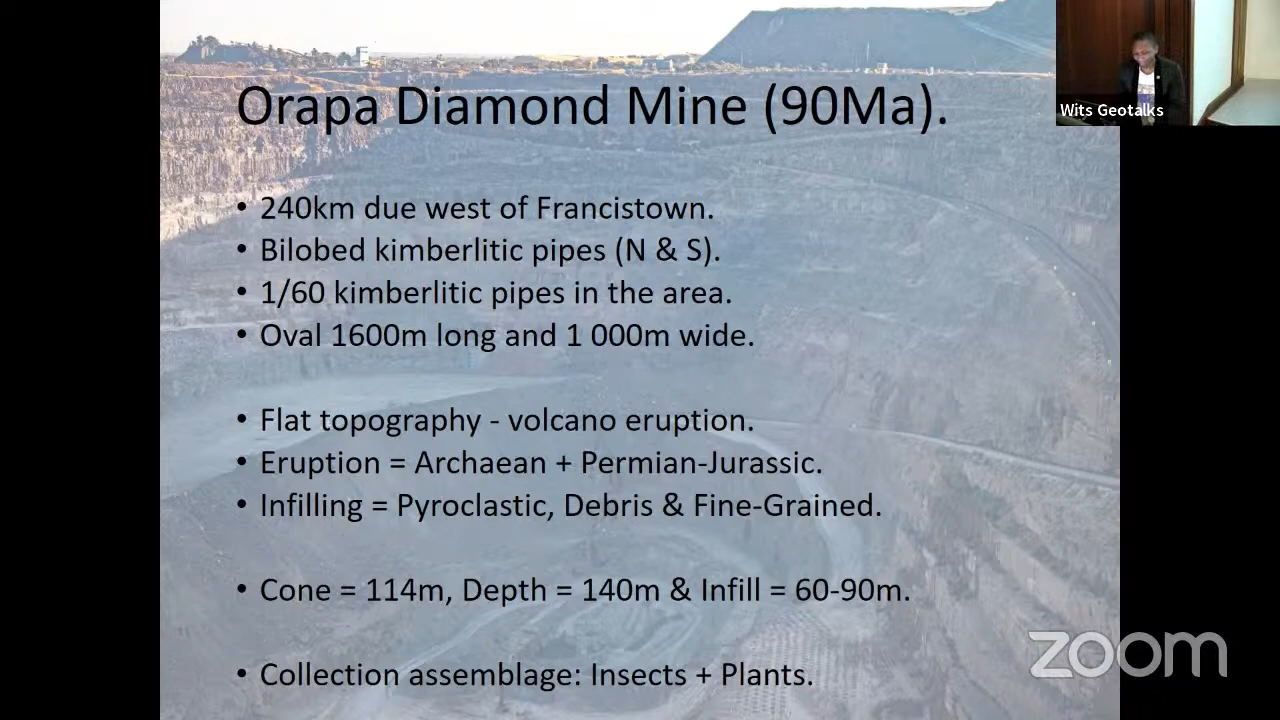 Orapa Diamond Mine (90Ma).
Wits Geotalks
• 240km due west of Francistown.
• Bilobed kimberlitic pipes (N & S).
• 1/60 kimberlitic pipes in the area.
• Oval 1600m long and 1 000m wide.
• Flat topography - volcano eruption.
• Eruption = Archaean + Permian-Jurassic.
• Infilling = Pyroclastic, Debris & Fine-Grained.
• Cone = 114m, Depth = 140m & Infill = 60-90m.
• Collection assemblage: Insects + Plants.
zoom